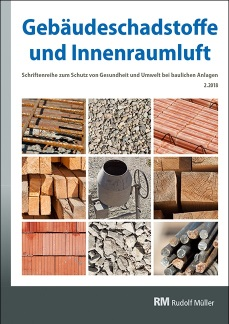 Gebäudeschadstoffe
und Innenraumluft
Schriftenreihe zum Schutz von Gesundheit und Umwelt bei baulichen Anlagen
2.2018
RM Rudolf Müller